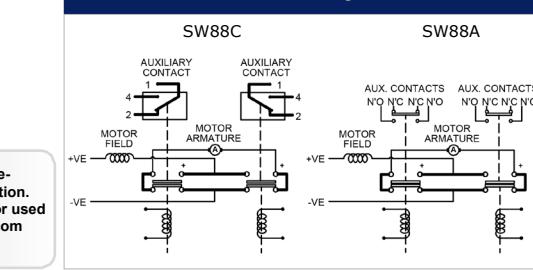 SW88C
SW88A
AUXILIARY
CONTACT
1
4
2
AUXILIARY
CONTACT
1
4
2
MOTOR
FIELD
MOTOR
ARMATURE
A
+VE
-VE
+
+
AUX. CONTACTS
N'O N'C N'C N'O
AUX. CONTACTS
N'O N'C N'C N'O
MOTOR
FIELD
MOTOR
ARMATURE
A
+VE
-VE
+
+
e-
tion.
r used
om